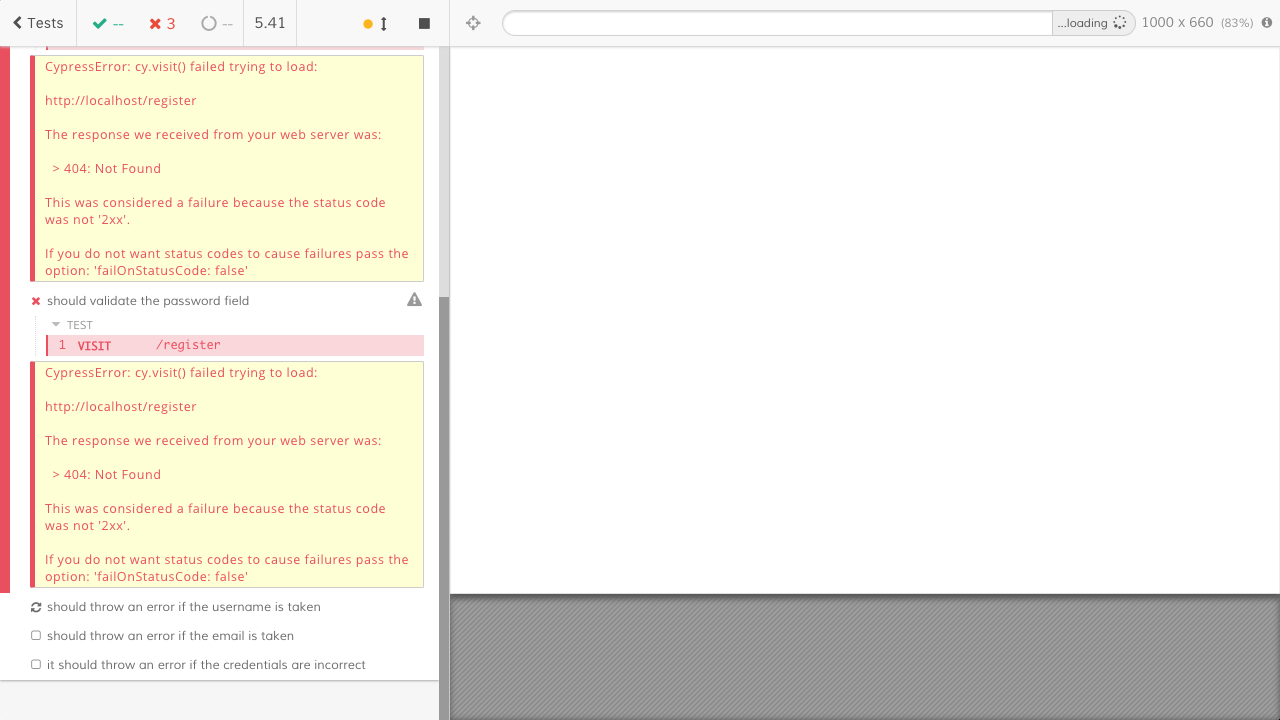 Tests
--
3
--
5.41
...loading
1000 x 660 (83%)
CypressError: cy.visit() failed trying to load:
http://localhost/register
The response we received from your web server was:
> 404: Not Found
This was considered a failure because the status code
was not '2xx'.
If you do not want status codes to cause failures pass the
option: 'failOnStatusCode: false'
should validate the password field
TEST
1 VISIT /register
CypressError: cy.visit() failed trying to load:
http://localhost/register
The response we received from your web server was:
> 404: Not Found
This was considered a failure because the status code
was not '2xx'.
If you do not want status codes to cause failures pass the
option: 'failOnStatusCode: false'
should throw an error if the username is taken
should throw an error if the email is taken
it should throw an error if the credentials are incorrect